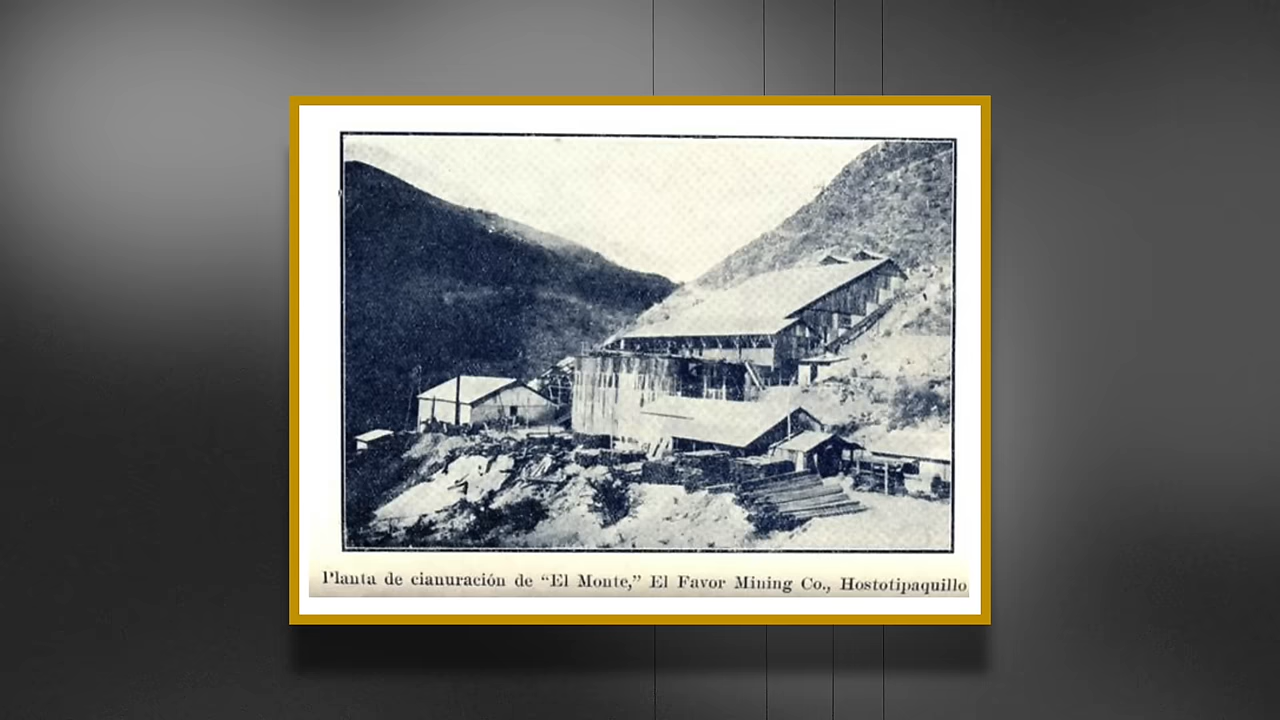 Planta de cianuración de “El Monte,” El Favor Mining Co., Hostotipaquillo